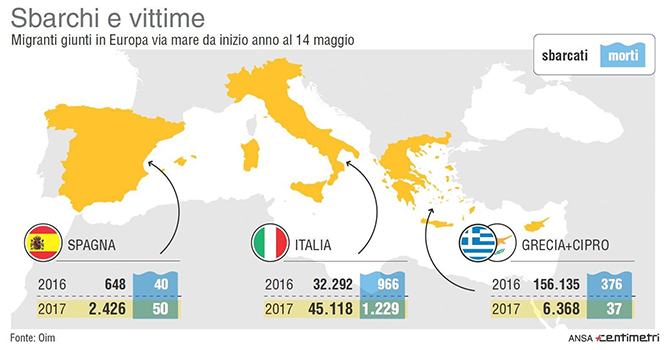 Sbarchi e vittime
Migranti giunti in Europa via mare da inizio anno al 14 maggio
sbarcati morti
SPAGNA
2016 648 40
2017 2.426 50
ITALIA
2016 32.292 966
2017 45.118 1.229
GRECIA+CIPRO
2016 156.135 376
2017 6.368 37
Fonte: Oim
ANSA centimetri